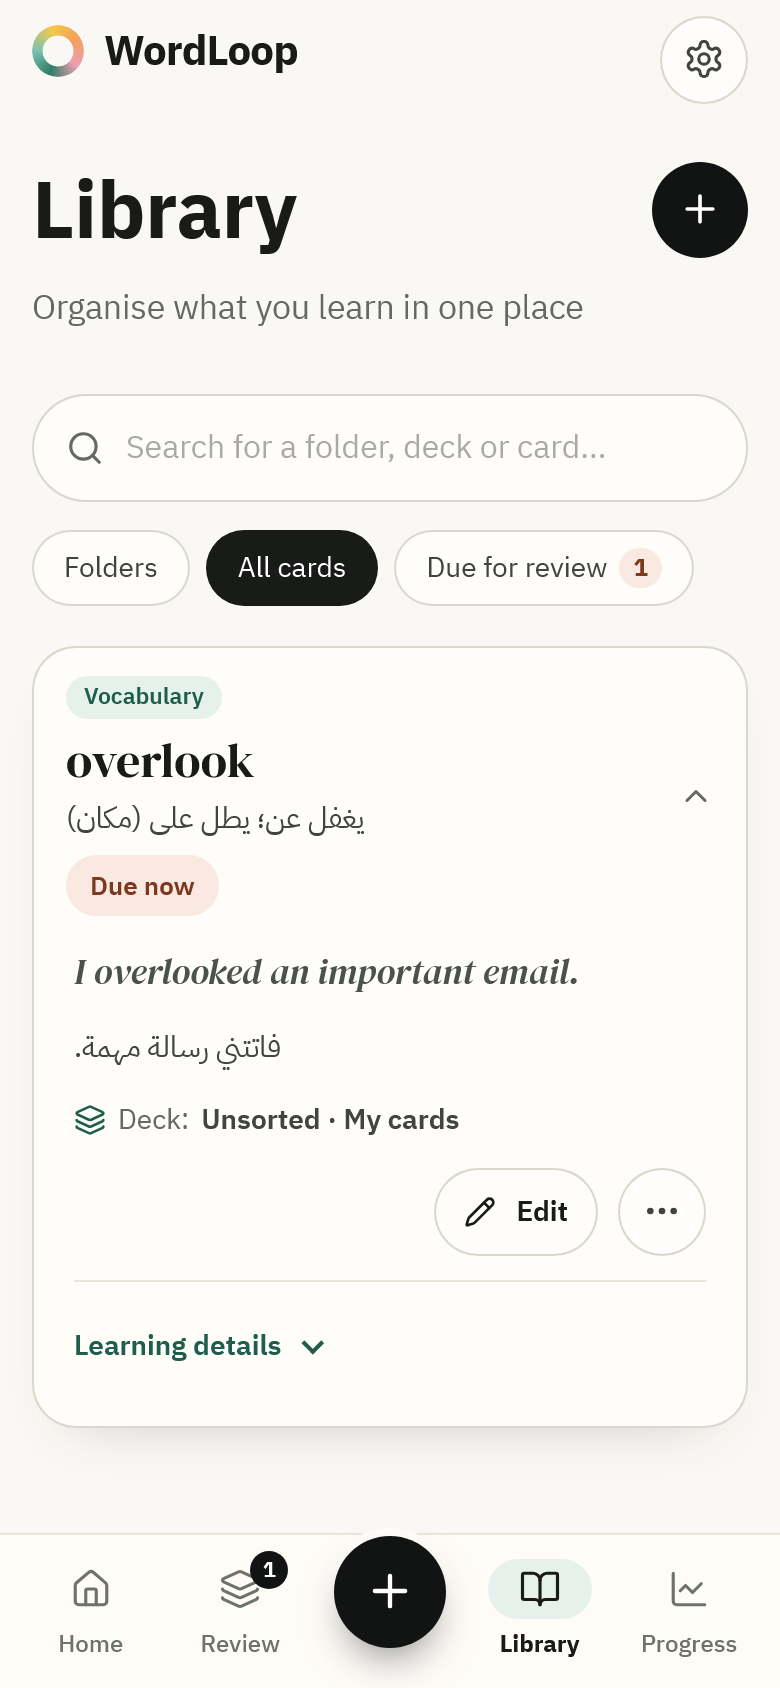 WordLoop
Library
Organise what you learn in one place
Search for a folder, deck or card...
Folders
All cards
Due for review 1
Vocabulary
overlook
يغفل عن؛ يطل على (مكان)
Due now
I overlooked an important email.
فاتتني رسالة مهمة.
Deck: Unsorted · My cards
Edit
Learning details
1
Home
Review
Library
Progress